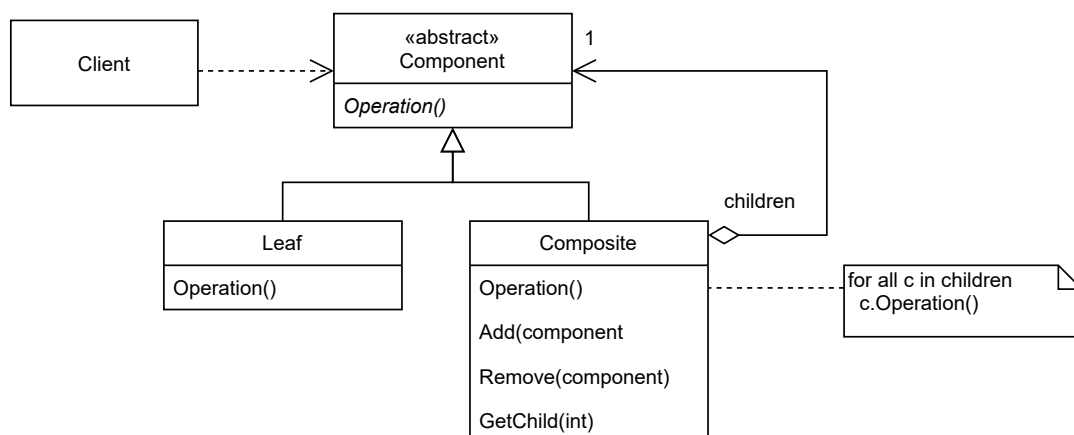 Client
«abstract»
Component
1
Operation()
children
Leaf
Operation()
Composite
Operation()
Add(component
Remove(component)
GetChild(int)
for all c in children
c.Operation()